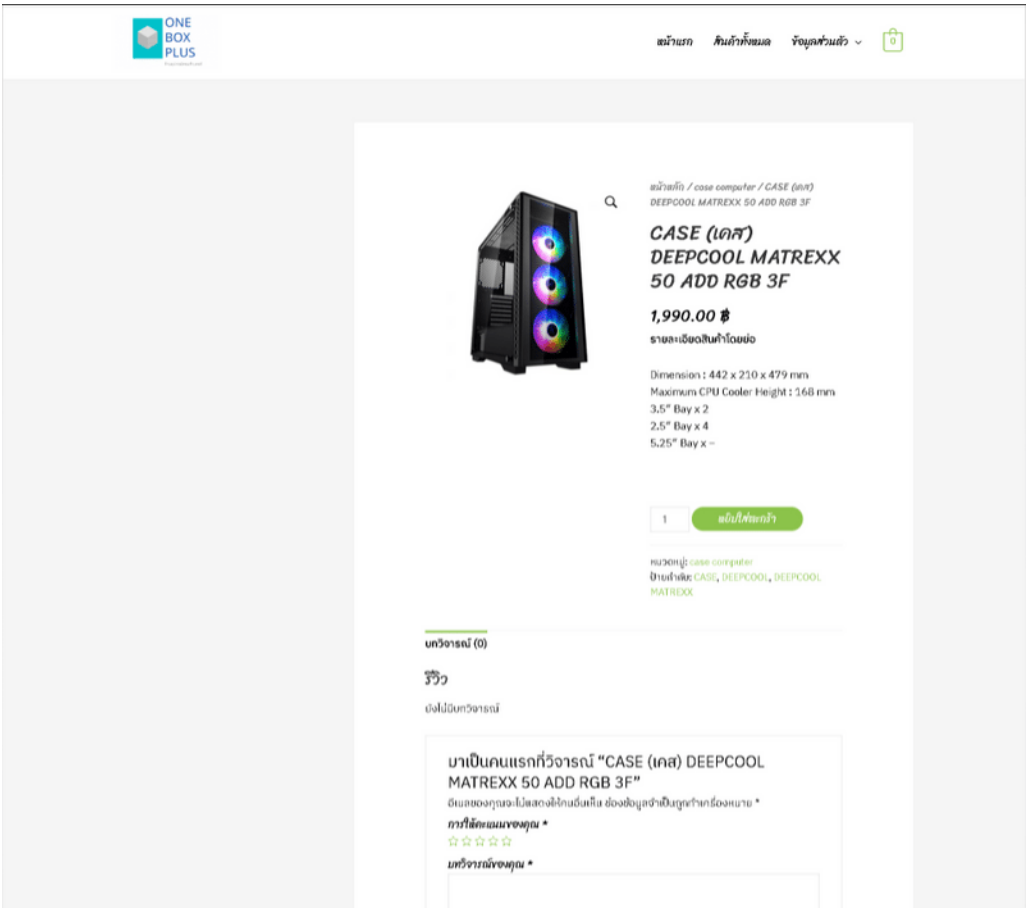 ONE
BOX
PLUS
หน้าแรก สินค้าทั้งหมด ข้อมูลส่วนตัว 0
หน้าหลัก / case computer / CASE (เคส)
DEEPCOOL MATREXX 50 ADD RGB 3F
CASE (เคส)
DEEPCOOL MATREXX
50 ADD RGB 3F
1,990.00 ฿
รายละเอียดสินค้าโดยย่อ
Dimension : 442 x 210 x 479 mm
Maximum CPU Cooler Height : 168 mm
3.5" Bay x 2
2.5" Bay x 4
5.25" Bay x –
1 หยิบใส่ตะกร้า
หมวดหมู่: case computer
ป้ายกำกับ: CASE, DEEPCOOL, DEEPCOOL
MATREXX
บทวิจารณ์ (0)
รีวิว
ยังไม่มีบทวิจารณ์
มาเป็นคนแรกที่วิจารณ์ “CASE (เคส) DEEPCOOL
MATREXX 50 ADD RGB 3F”
อีเมลของคุณจะไม่แสดงให้คนอื่นเห็น ช่องข้อมูลจำเป็นถูกทำเครื่องหมาย *
การให้คะแนนของคุณ *
บทวิจารณ์ของคุณ *